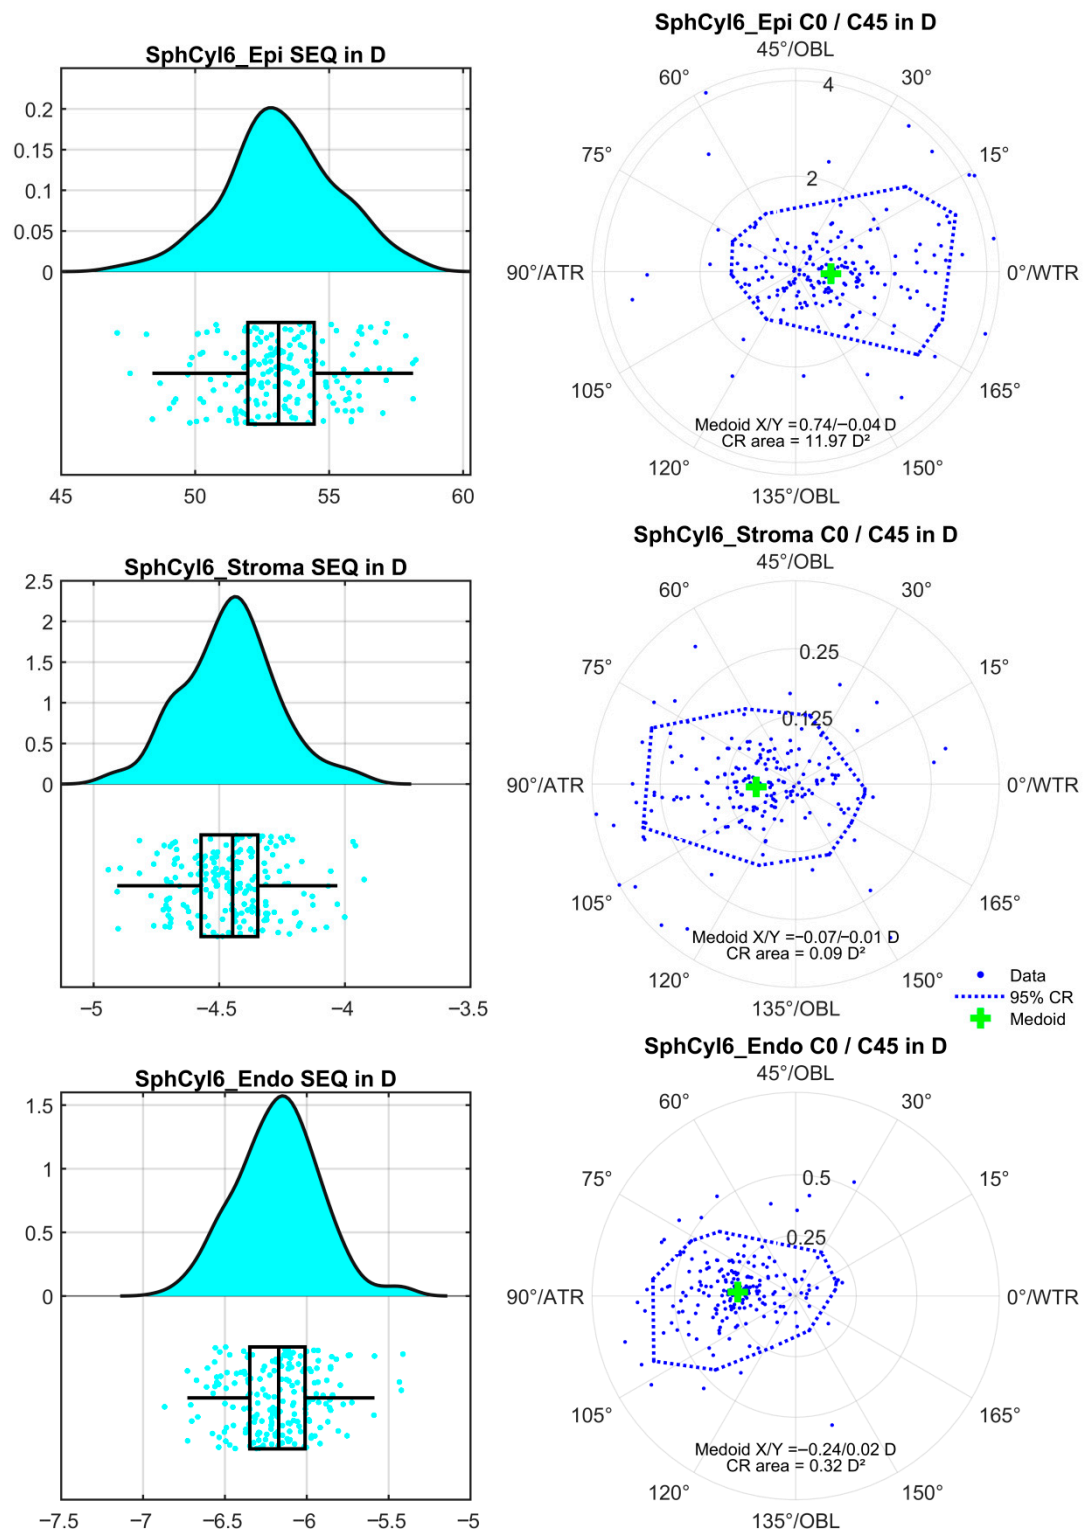 SphCyl6_Epi SEQ in D
0.2
0.15
0.1
0.05
0
45 50 55 60
SphCyl6_Epi C0 / C45 in D
45°/OBL
60° 30°
4
75° 15°
2
90°/ATR 0°/WTR
105° 165°
Medoid X/Y =0.74/−0.04 D
CR area = 11.97 D²
120° 150°
135°/OBL
SphCyl6_Stroma SEQ in D
2.5
2
1.5
1
0.5
0
−5 −4.5 −4 −3.5
SphCyl6_Stroma C0 / C45 in D
45°/OBL
60° 30°
0.25
75° 15°
0.125
90°/ATR 0°/WTR
105° 165°
Medoid X/Y =−0.07/−0.01 D
CR area = 0.09 D²
120° 150°
135°/OBL
Data
95% CR
Medoid
SphCyl6_Endo SEQ in D
1.5
1
0.5
0
−7.5 −7 −6.5 −6 −5.5 −5
SphCyl6_Endo C0 / C45 in D
45°/OBL
60° 30°
0.5
75° 15°
0.25
90°/ATR 0°/WTR
105° 165°
Medoid X/Y =−0.24/0.02 D
CR area = 0.32 D²
120° 150°
135°/OBL